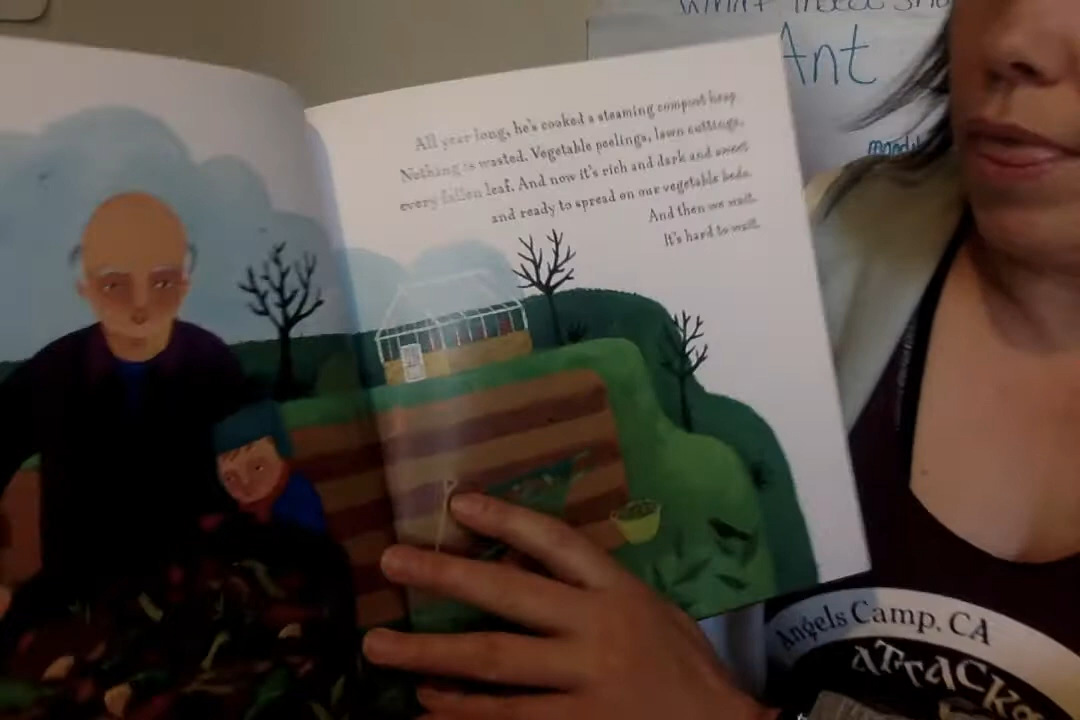 What
Ant
All year long, he's cooked a steaming compost heap.
Nothing is wasted. Vegetable peelings, lawn cuttings,
every fallen leaf. And now it's rich and dark and sweet
and ready to spread on our vegetable beds.
And then we wait.
It's hard to wait.
Angels Camp, CA
ATTACK